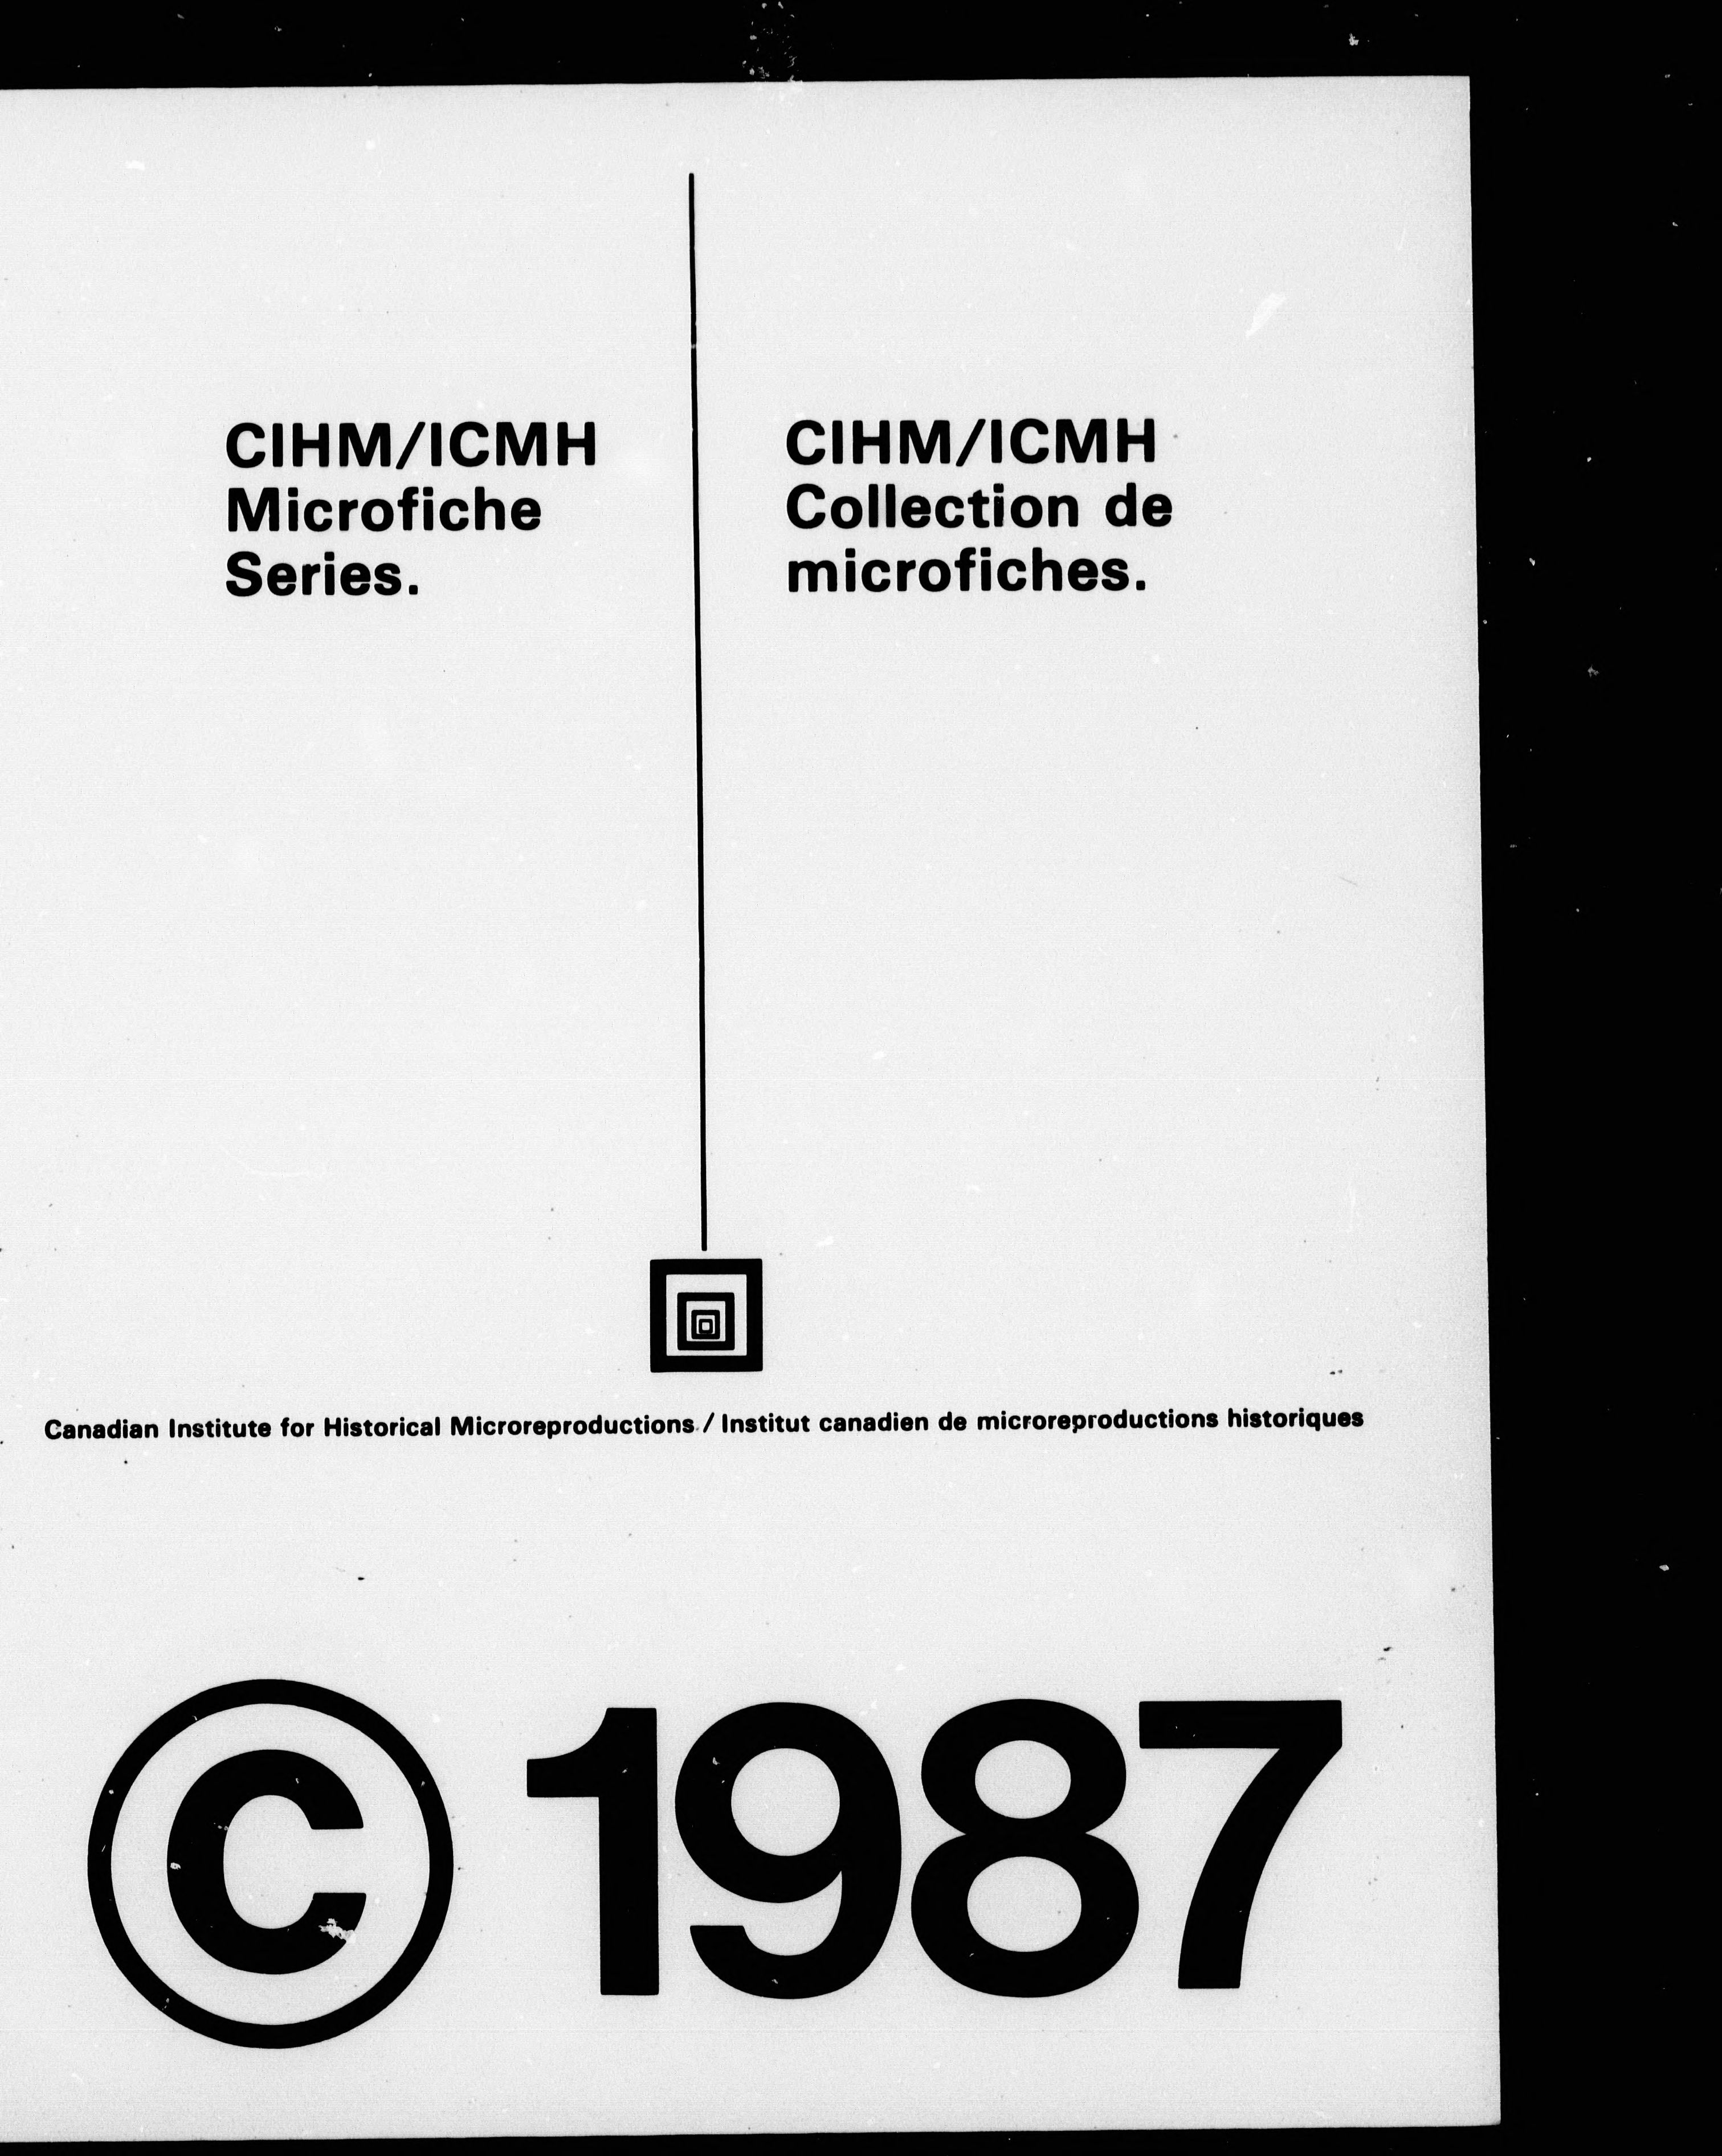 CIHM/ICMH
Microfiche
Series.
CIHM/ICMH
Collection de
microfiches.
Canadian Institute for Historical Microreproductions / Institut canadien de microreproductions historiques
© 1987